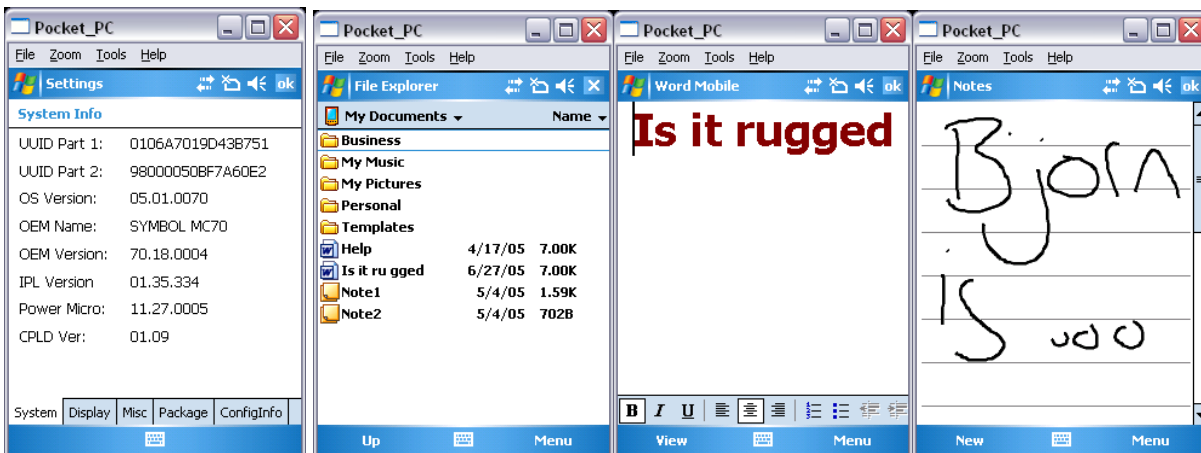 Pocket_PC
File Zoom Tools Help
Settings ok
System Info
UUID Part 1: 0106A7019D43B751
UUID Part 2: 98000050BF7A60E2
OS Version: 05.01.0070
OEM Name: SYMBOL MC70
OEM Version: 70.18.0004
IPL Version 01.35.334
Power Micro: 11.27.0005
CPLD Ver: 01.09
System Display Misc Package ConfigInfo
Pocket_PC
File Zoom Tools Help
File Explorer
My Documents Name
Business
My Music
My Pictures
Personal
Templates
Help 4/17/05 7.00K
Is it ru gged 6/27/05 7.00K
Note1 5/4/05 1.59K
Note2 5/4/05 702B
Up Menu
Pocket_PC
File Zoom Tools Help
Word Mobile ok
Is it rugged
B I U
View Menu
Pocket_PC
File Zoom Tools Help
Notes ok
Bjorn
is
New Menu